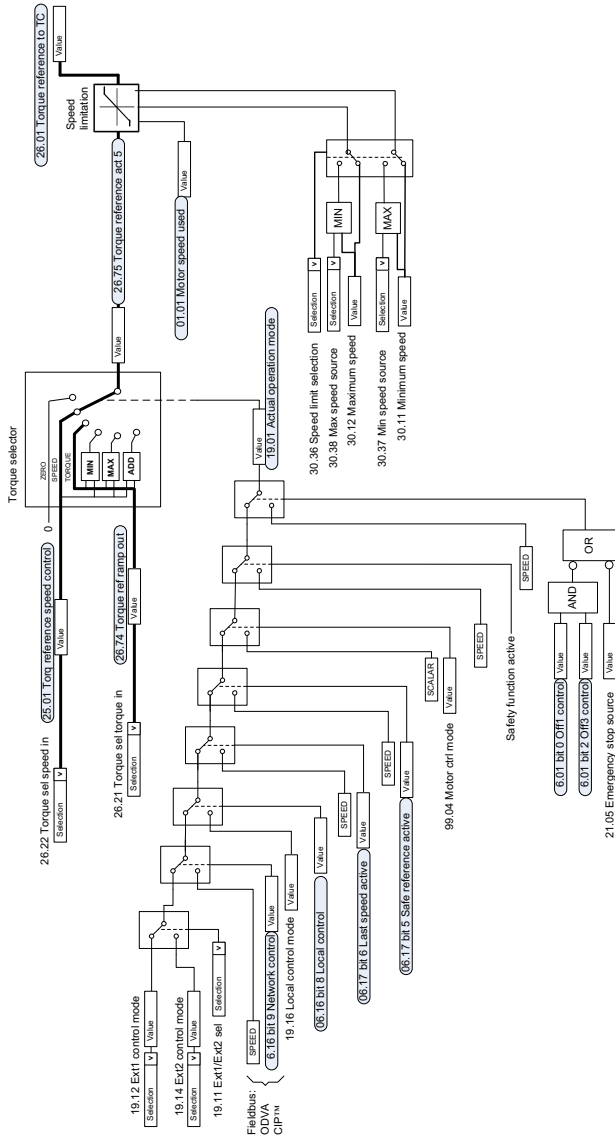 26.01 Torque reference to TC
Value
Speed
limitation
26.75 Torque reference act 5
Value
01.01 Motor speed used
Value
Torque selector
0
ZERO
SPEED
TORQUE
MIN
MAX
ADD
26.22 Torque sel speed in
Selection
v
25.01 Torq reference speed control
Value
26.21 Torque sel torque in
Selection
v
26.74 Torque ref ramp out
Value
19.01 Actual operation mode
Value
30.36 Speed limit selection
Selection
v
30.38 Max speed source
Selection
v
MIN
30.12 Maximum speed
Value
30.37 Min speed source
Selection
v
MAX
30.11 Minimum speed
Value
19.12 Ext1 control mode
Selection
v
Value
19.14 Ext2 control mode
Selection
v
Value
19.11 Ext1/Ext2 sel
Selection
v
Fieldbus:
ODVA
CIP™
SPEED
6.16 bit 9 Network control
Value
19.16 Local control mode
Value
06.16 bit 8 Local control
Value
SPEED
06.17 bit 6 Last speed active
Value
SPEED
06.17 bit 5 Safe reference active
Value
SCALAR
99.04 Motor ctrl mode
Value
SPEED
Safety function active
SPEED
6.01 bit 0 Off1 control
Value
6.01 bit 2 Off3 control
Value
AND
OR
21.05 Emergency stop source
Value